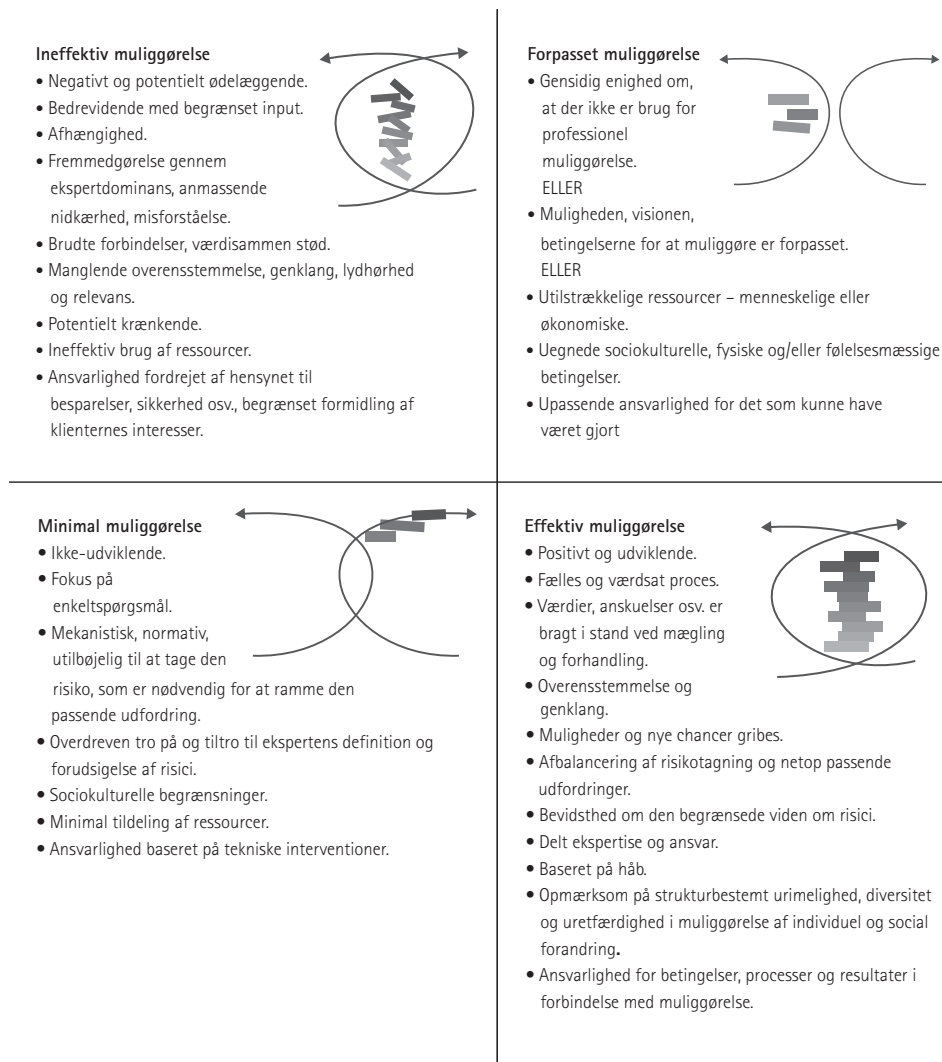 Ineffektiv muliggørelse
• Negativt og potentielt ødelæggende.
• Bedrevidende med begrænset input.
• Afhængighed.
• Fremmedgørelse gennem
ekspertdominans, anmassende
nidkærhed, misforståelse.
• Brudte forbindelser, værdisammen stød.
• Manglende overensstemmelse, genklang, lydhørhed
og relevans.
• Potentielt krænkende.
• Ineffektiv brug af ressourcer.
• Ansvarlighed fordrejet af hensynet til
besparelser, sikkerhed osv., begrænset formidling af
klienternes interesser.
Forpasset muliggørelse
• Gensidig enighed om,
at der ikke er brug for
professionel
muliggørelse.
ELLER
• Muligheden, visionen,
betingelserne for at muliggøre er forpasset.
ELLER
• Utilstrækkelige ressourcer – menneskelige eller
økonomiske.
• Uegnede sociokulturelle, fysiske og/eller følelsesmæssige
betingelser.
• Upassende ansvarlighed for det som kunne have
været gjort
Minimal muliggørelse
• Ikke-udviklende.
• Fokus på
enkeltspørgsmål.
• Mekanistisk, normativ,
utilbøjelig til at tage den
risiko, som er nødvendig for at ramme den
passende udfordring.
• Overdreven tro på og tiltro til ekspertens definition og
forudsigelse af risici.
• Sociokulturelle begrænsninger.
• Minimal tildeling af ressourcer.
• Ansvarlighed baseret på tekniske interventioner.
Effektiv muliggørelse
• Positivt og udviklende.
• Fælles og værdsat proces.
• Værdier, anskuelser osv. er
bragt i stand ved mægling
og forhandling.
• Overensstemmelse og
genklang.
• Muligheder og nye chancer gribes.
• Afbalancering af risikotagning og netop passende
udfordringer.
• Bevidsthed om den begrænsede viden om risici.
• Delt ekspertise og ansvar.
• Baseret på håb.
• Opmærksom på strukturbestemt urimelighed, diversitet
og uretfærdighed i muliggørelse af individuel og social
forandring.
• Ansvarlighed for betingelser, processer og resultater i
forbindelse med muliggørelse.